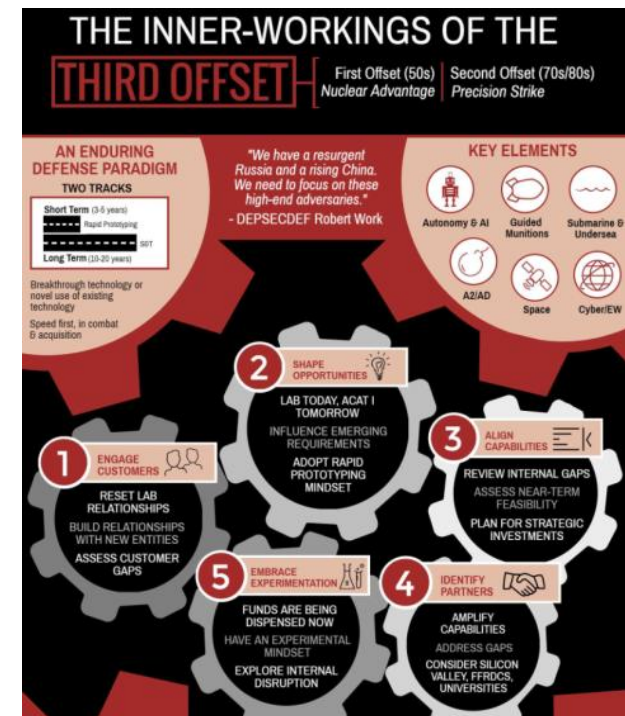 THE INNER-WORKINGS OF THE
THIRD OFFSET
First Offset (50s)
Nuclear Advantage
Second Offset (70s/80s)
Precision Strike
AN ENDURING
DEFENSE PARADIGM
TWO TRACKS
Short Term (3-5 years)
Rapid Prototyping
S&T
Long Term (10-20 years)
Breakthrough technology or
novel use of existing
technology
Speed first, in combat
& acquisition
"We have a resurgent
Russia and a rising China.
We need to focus on these
high-end adversaries."
- DEPSECDEF Robert Work
KEY ELEMENTS
Autonomy & AI
Guided
Munitions
Submarine &
Undersea
A2/AD
Space
Cyber/EW
1
ENGAGE
CUSTOMERS
RESET LAB
RELATIONSHIPS
BUILD RELATIONSHIPS
WITH NEW ENTITIES
ASSESS CUSTOMER
GAPS
2
SHAPE
OPPORTUNITIES
LAB TODAY, ACAT I
TOMORROW
INFLUENCE EMERGING
REQUIREMENTS
ADOPT RAPID
PROTOTYPING
MINDSET
3
ALIGN
CAPABILITIES
REVIEW INTERNAL GAPS
ASSESS NEAR-TERM
FEASIBILITY
PLAN FOR STRATEGIC
INVESTMENTS
4
IDENTIFY
PARTNERS
AMPLIFY
CAPABILITIES
ADDRESS GAPS
CONSIDER SILICON
VALLEY, FFRDCS,
UNIVERSITIES
5
EMBRACE
EXPERIMENTATION
FUNDS ARE BEING
DISPENSED NOW
HAVE AN EXPERIMENTAL
MINDSET
EXPLORE INTERNAL
DISRUPTION